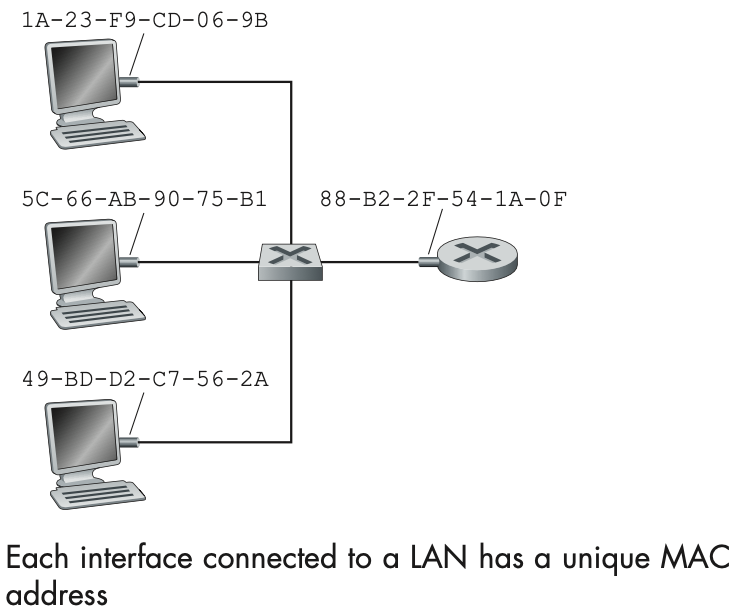 1A-23-F9-CD-06-9B
5C-66-AB-90-75-B1
88-B2-2F-54-1A-0F
49-BD-D2-C7-56-2A
Each interface connected to a LAN has a unique MAC
address